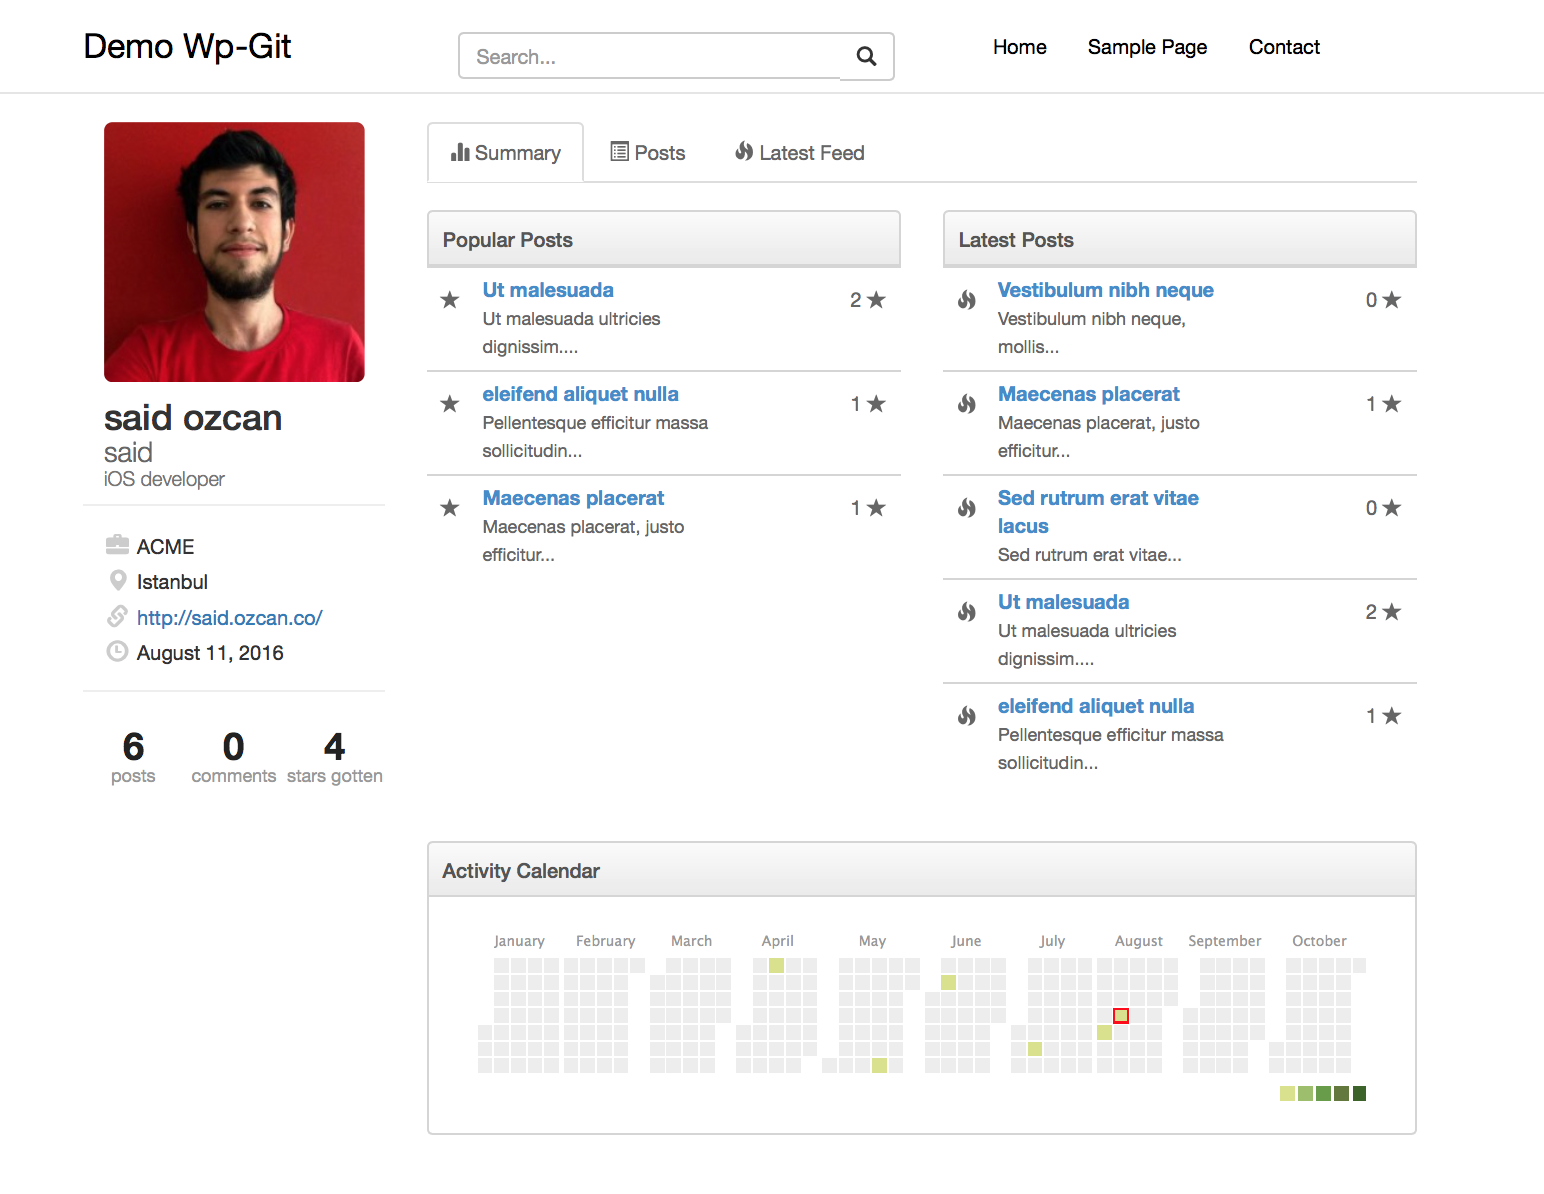 Demo Wp-Git
Search...
Home
Sample Page
Contact
said ozcan
said
iOS developer
ACME
Istanbul
http://said.ozcan.co/
August 11, 2016
6
posts
0
comments
4
stars gotten
Summary
Posts
Latest Feed
Popular Posts
Ut malesuada
2
Ut malesuada ultricies
dignissim....
eleifend aliquet nulla
1
Pellentesque efficitur massa
sollicitudin...
Maecenas placerat
1
Maecenas placerat, justo
efficitur...
Latest Posts
Vestibulum nibh neque
0
Vestibulum nibh neque,
mollis...
Maecenas placerat
1
Maecenas placerat, justo
efficitur...
Sed rutrum erat vitae
lacus
0
Sed rutrum erat vitae...
Ut malesuada
2
Ut malesuada ultricies
dignissim....
eleifend aliquet nulla
1
Pellentesque efficitur massa
sollicitudin...
Activity Calendar
January February March April May June July August September October